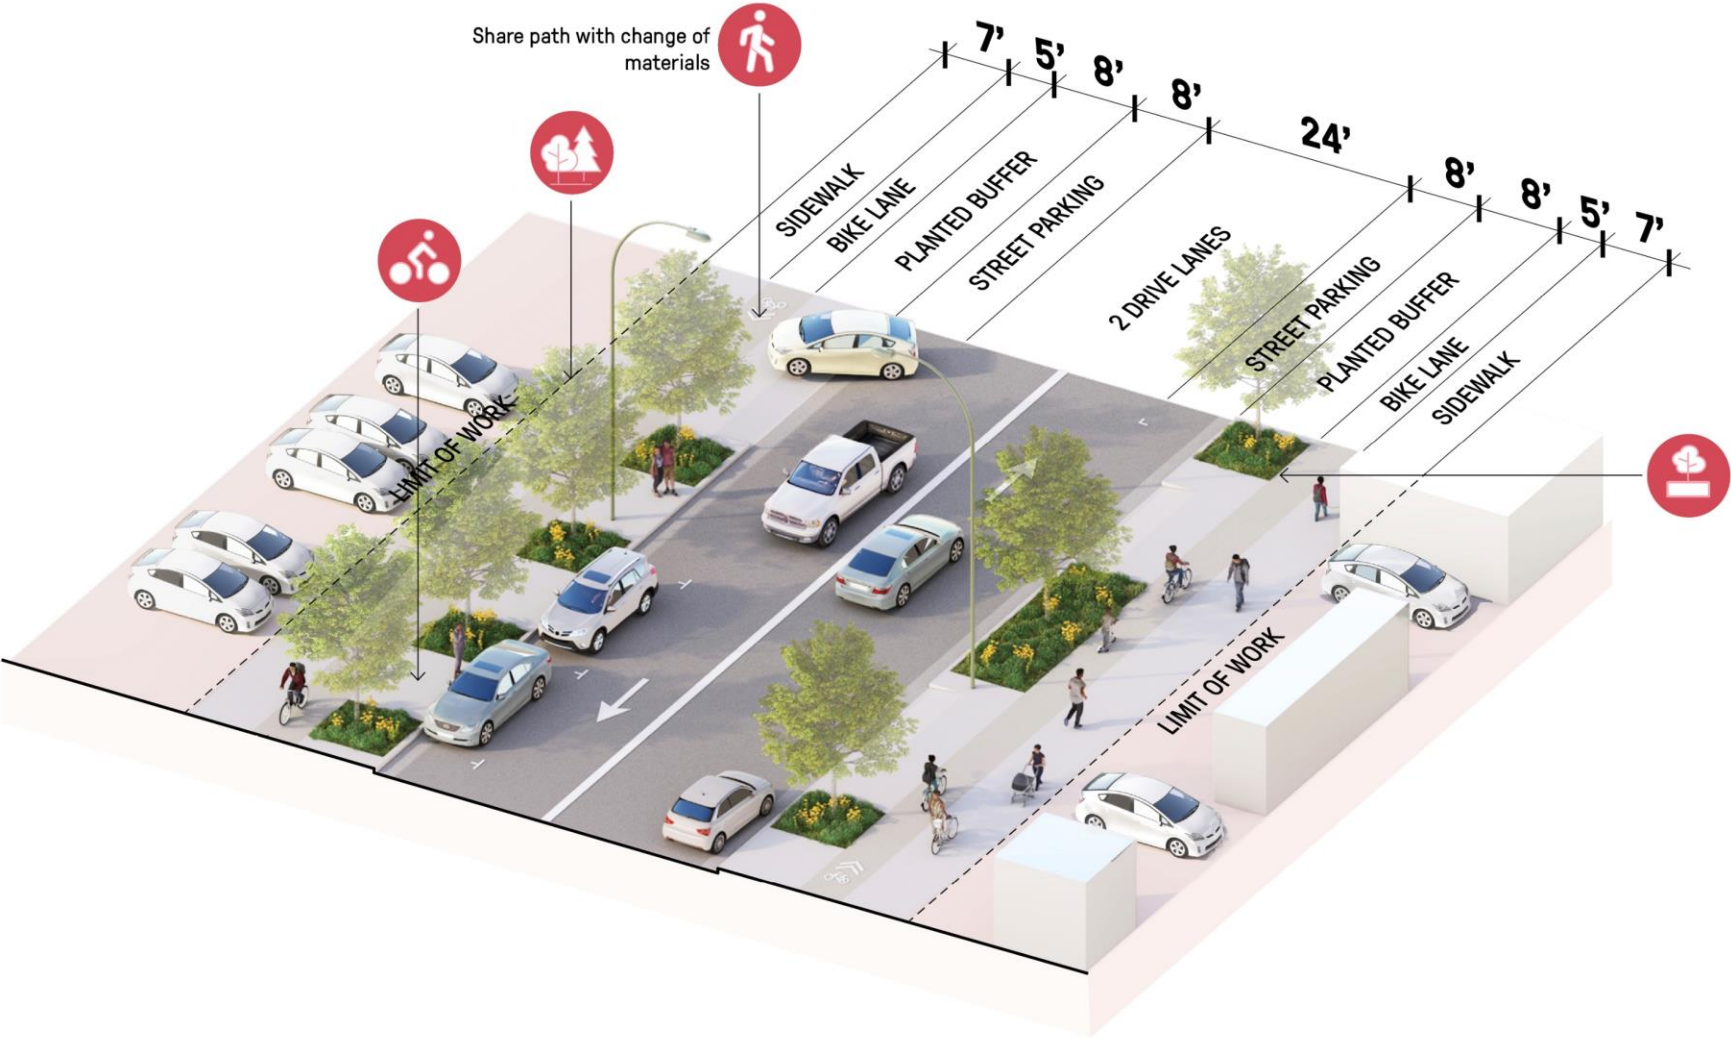 Share path with change of
materials
7’
5’
8’
8’
24’
8’
8’
5’
7’
SIDEWALK
BIKE LANE
PLANTED BUFFER
STREET PARKING
2 DRIVE LANES
STREET PARKING
PLANTED BUFFER
BIKE LANE
SIDEWALK
LIMIT OF WORK
LIMIT OF WORK